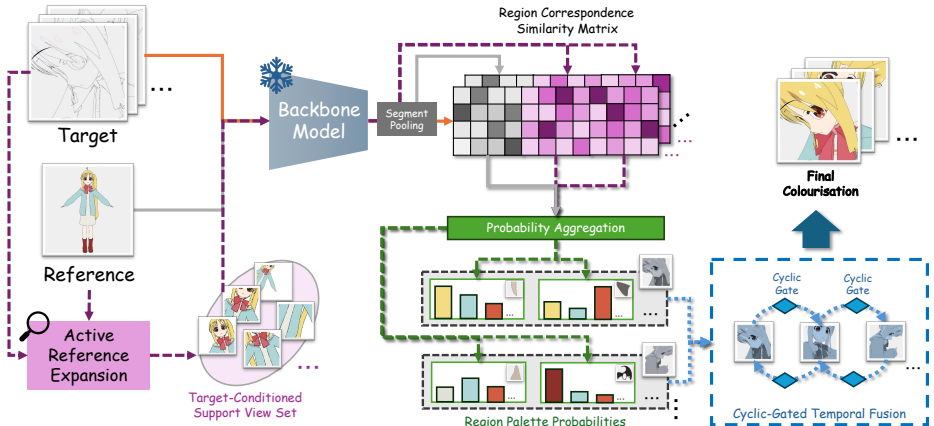 Region Correspondence
Similarity Matrix
...
Target
Backbone
Model
Segment
Pooling
...
...
...
Final
Colourisation
Reference
Probability Aggregation
Active
Reference
Expansion
...
Target-Conditioned
Support View Set
...
...
...
...
...
...
...
Region Palette Probabilities
Cyclic
Gate
Cyclic
Gate
...
Cyclic-Gated Temporal Fusion